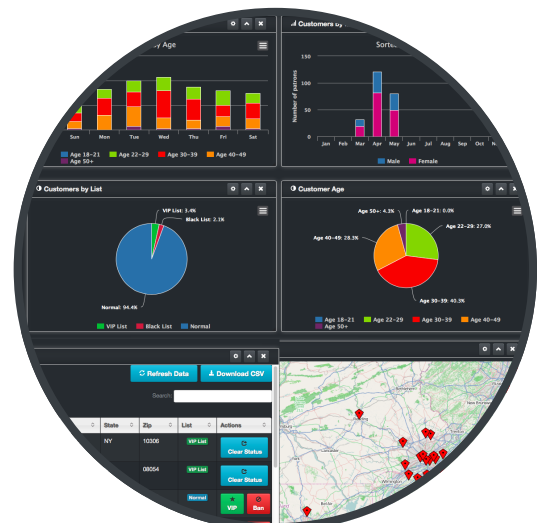 y Age
Customers by
Sorte
Number of patrons
150
100
50
0
Sun Mon Tue Wed Thu Fri Sat
Jan Feb Mar Apr May Jun Jul Aug Sep Oct N
Age 18–21 Age 22–29 Age 30–39 Age 40–49
Age 50+
Male Female
Customers by List
Customer Age
VIP List: 3.4%
Black List: 2.1%
Normal: 94.4%
VIP List Black List Normal
Age 50+: 4.3%
Age 18–21: 0.0%
Age 22–29: 27.0%
Age 40–49: 28.3%
Age 30–39: 40.3%
Age 18–21 Age 22–29 Age 30–39 Age 40–49
Age 50+
Refresh Data
Download CSV
Search:
State Zip List Actions
NY 10306 VIP List Clear Status
08054 VIP List Clear Status
Normal VIP Ban
Lancaster
Wilmington